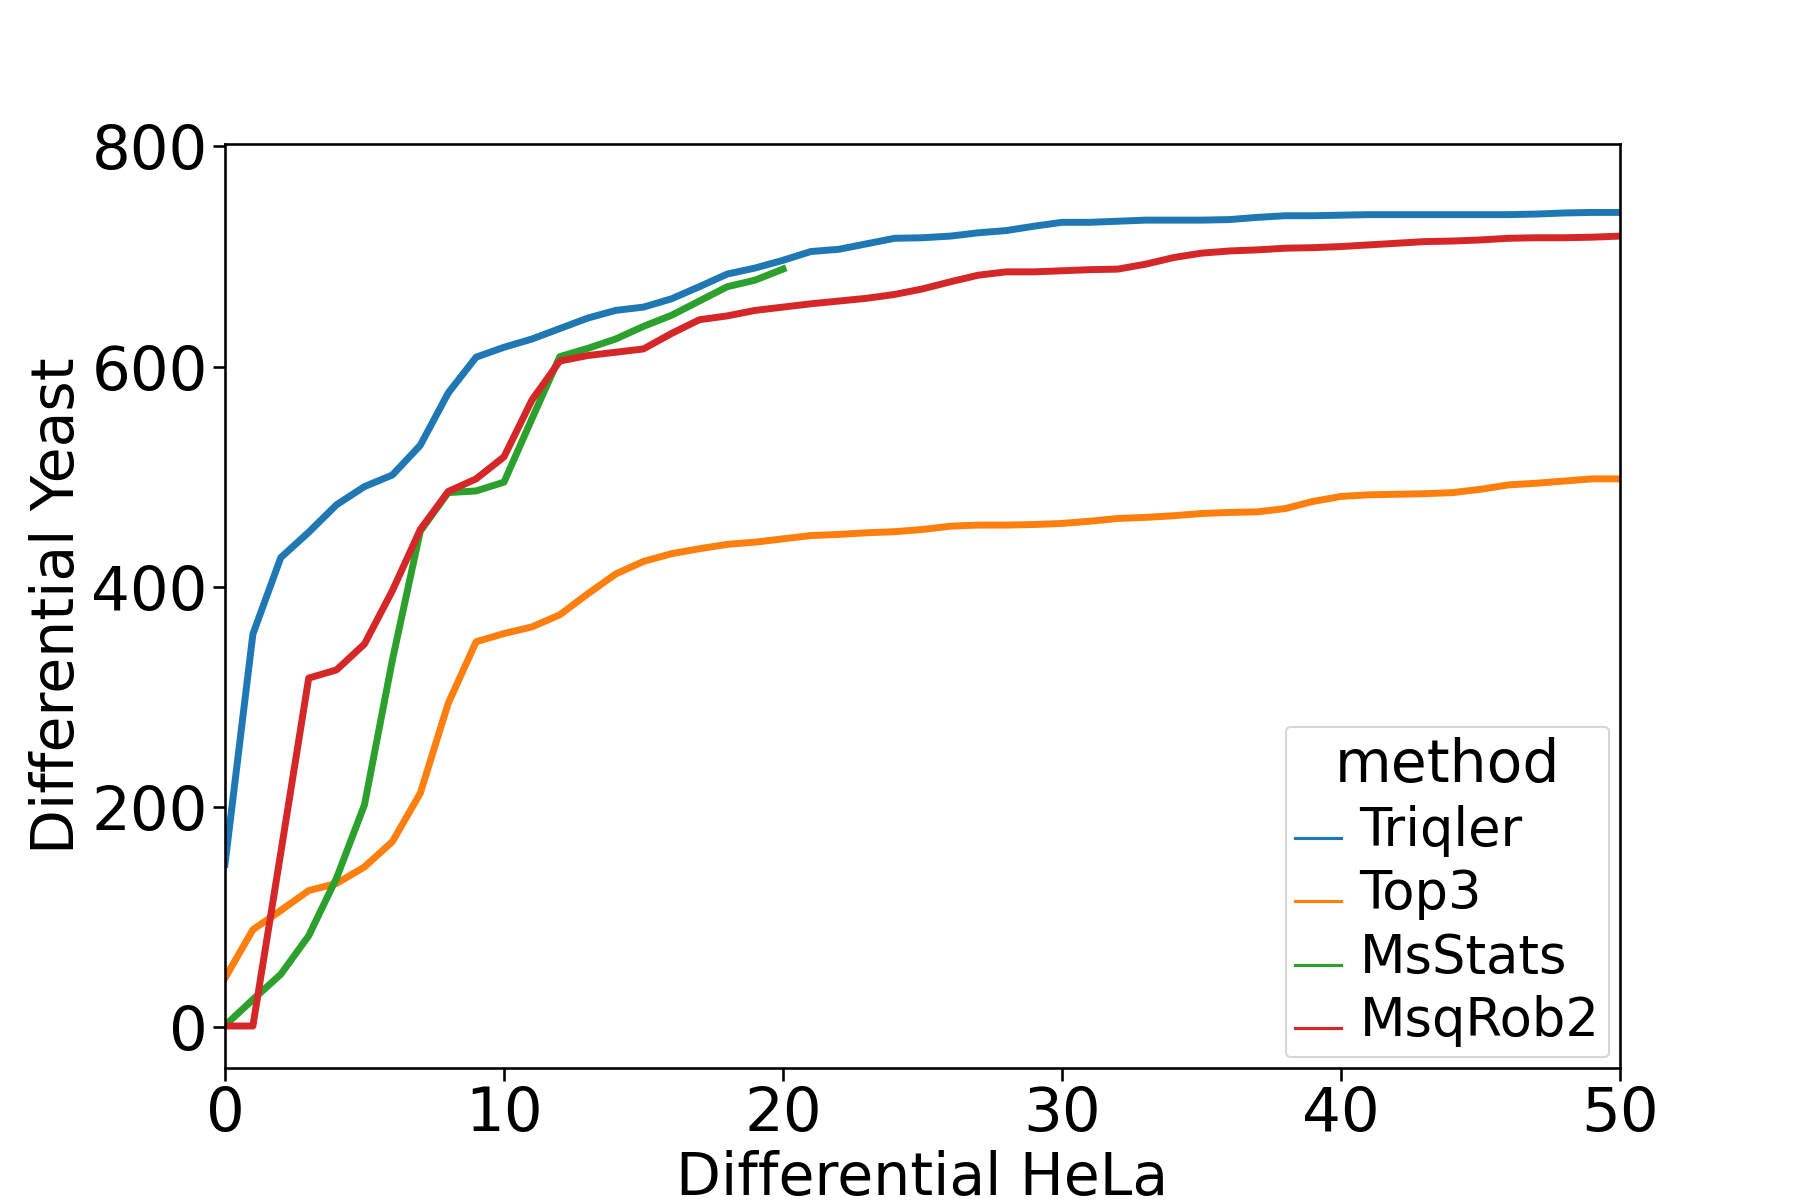 800
600
400
200
0
Differential Yeast
0 10 20 30 40 50
Differential HeLa
method
Triqler
Top3
MsStats
MsqRob2